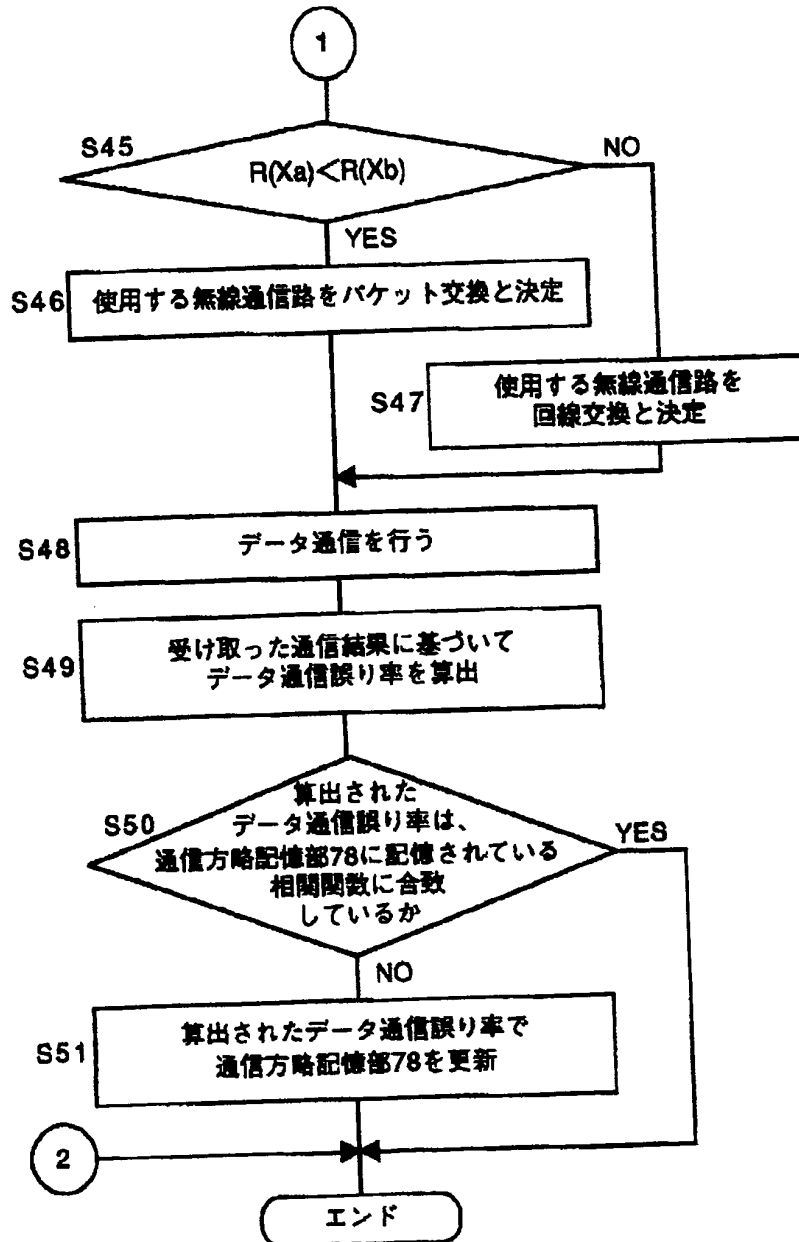 1
S45
R(Xa)<R(Xb)
NO
YES
S46
使用する無線通信路をパケット交換と決定
S47
使用する無線通信路を
回線交換と決定
S48
データ通信を行う
S49
受け取った通信結果に基づいて
データ通信誤り率を算出
S50
算出された
データ通信誤り率は、
通信方略記憶部78に記憶されている
相関関数に合致
しているか
YES
NO
S51
算出されたデータ通信誤り率で
通信方略記憶部78を更新
2
エンド